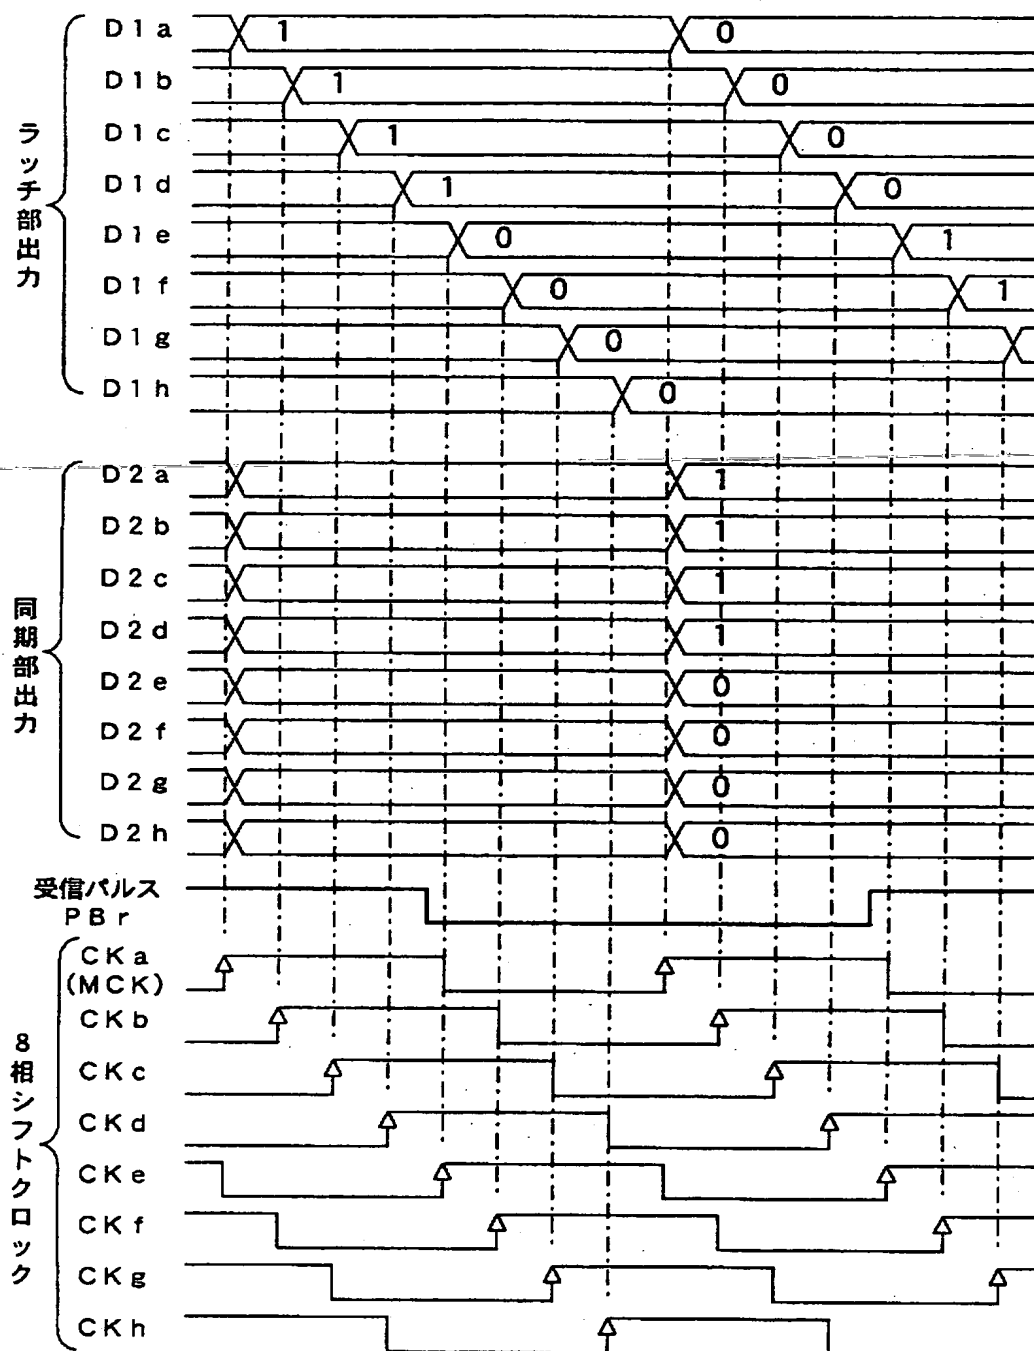 ラッチ部出力
D1a 1 0
D1b 1 0
D1c 1 0
D1d 1 0
D1e 0 1
D1f 0 1
D1g 0
D1h 0
同期部出力
D2a 1
D2b 1
D2c 1
D2d 1
D2e 0
D2f 0
D2g 0
D2h 0
受信パルス
PBr
8相シフトクロック
CKa
(MCK)
CKb
CKc
CKd
CKe
CKf
CKg
CKh